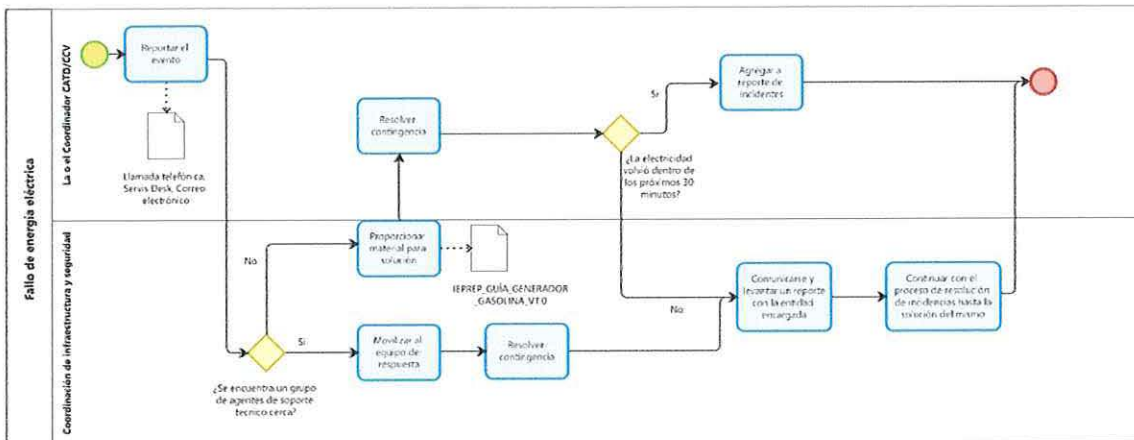 Fallo de energía eléctrica
La o el Coordinador CATD/CCV
Reportar el
evento
Llamada telefónica,
Servis Desk, Correo
electrónico
Resolver
contingencia
¿La electricidad
volvió dentro de
los próximos 30
minutos?
Si
Agregar a
reporte de
incidentes
Coordinación de infraestructura y seguridad
¿Se encuentra un grupo
de agentes de soporte
tecnico cerca?
No
Proporcionar
material para
solución
IEPREP_GUÍA_GENERADOR
_GASOLINA_V1.0
Si
Movilizar al
equipo de
respuesta
Resolver
contingencia
No
Comunicarse y
levantar un reporte
con la entidad
encargada
Continuar con el
proceso de resolución
de incidencias hasta la
solución del mismo